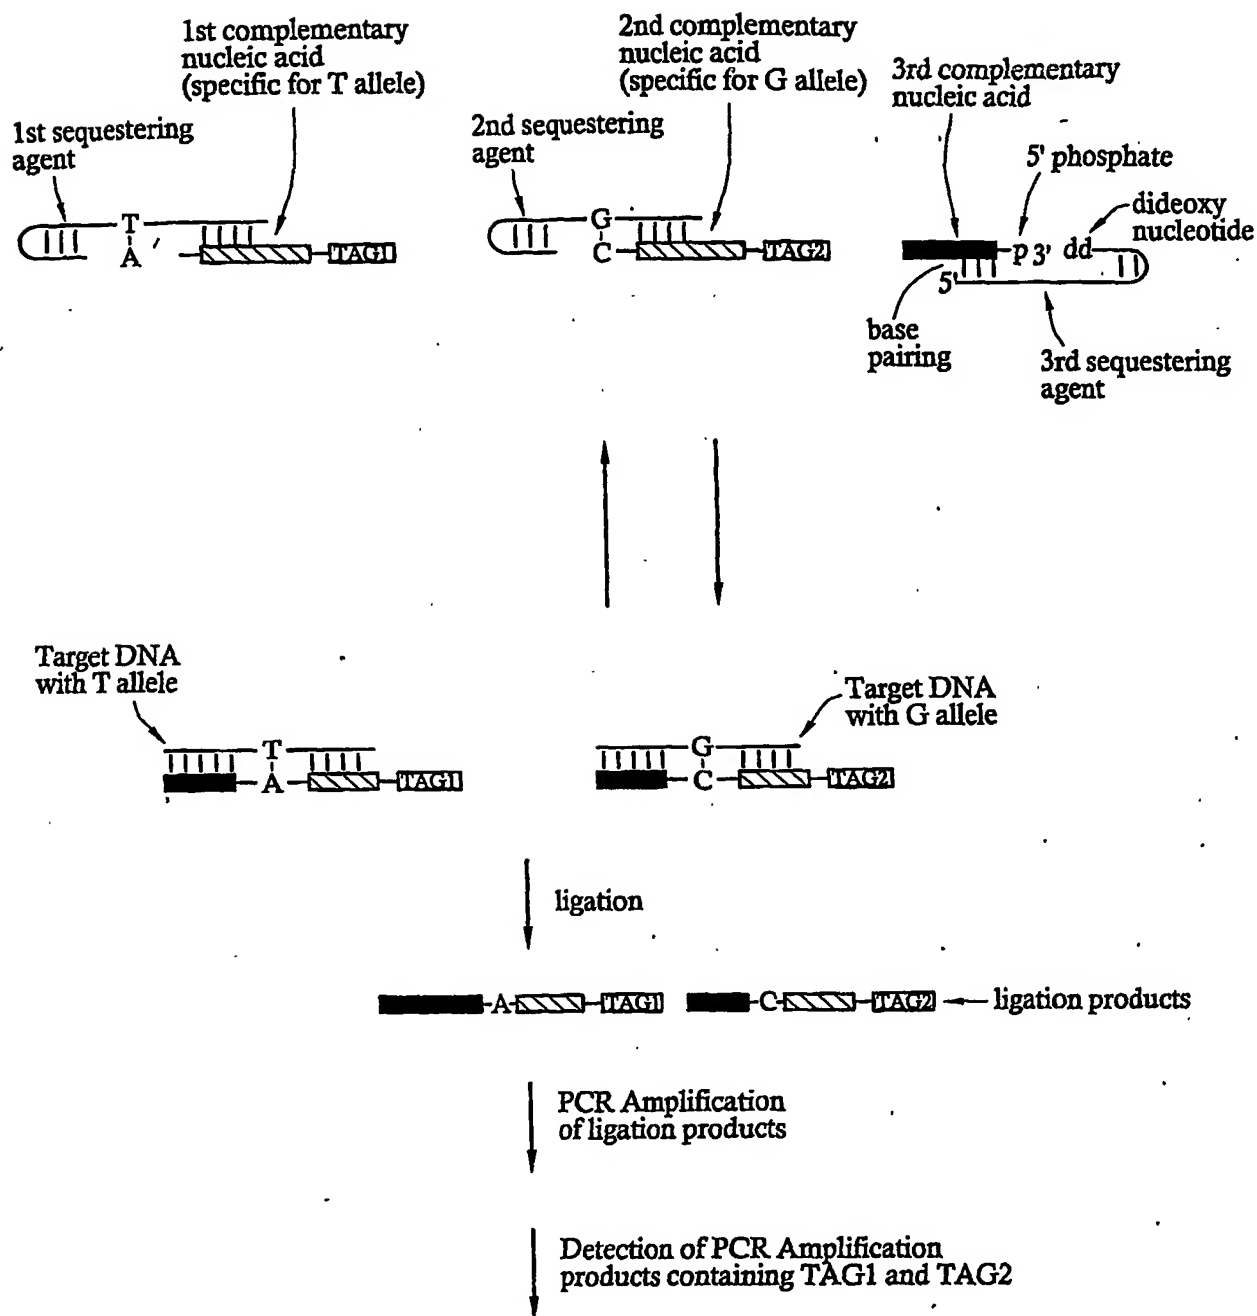 1st complementary
nucleic acid
(specific for T allele)
2nd complementary
nucleic acid
(specific for G allele)
3rd complementary
nucleic acid
1st sequestering
agent
2nd sequestering
agent
5' phosphate
dideoxy
nucleotide
T
A
TAG1
G
C
TAG2
p 3' dd
5'
base
pairing
3rd sequestering
agent
Target DNA
with T allele
Target DNA
with G allele
T
A
TAG1
G
C
TAG2
ligation
A
TAG1
C
TAG2
ligation products
PCR Amplification
of ligation products
Detection of PCR Amplification
products containing TAG1 and TAG2